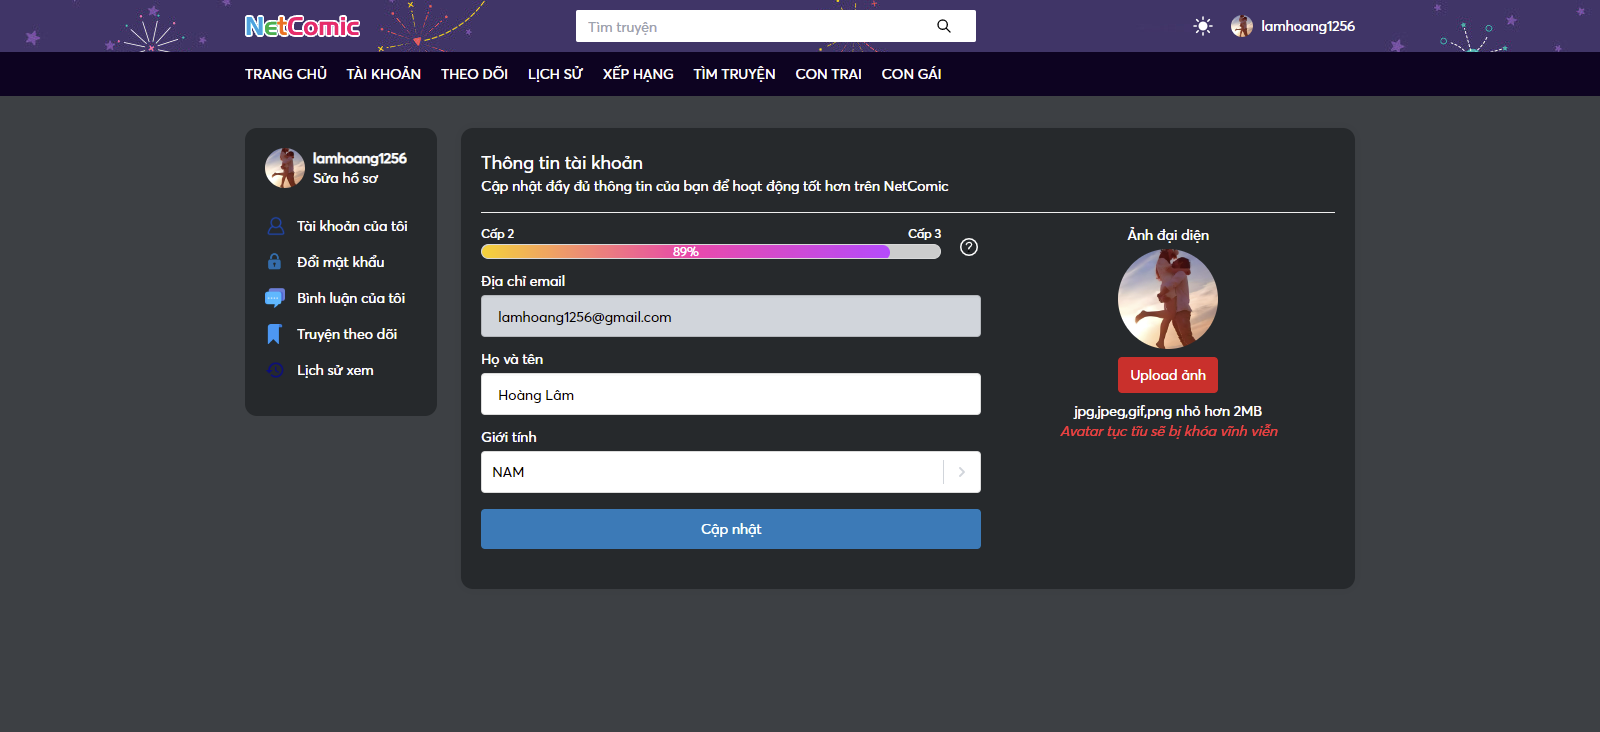 NetComic
Tìm truyện
lamhoang1256
TRANG CHỦ TÀI KHOẢN THEO DÕI LỊCH SỬ XẾP HẠNG TÌM TRUYỆN CON TRAI CON GÁI
lamhoang1256
Sửa hồ sơ
Tài khoản của tôi
Đổi mật khẩu
Bình luận của tôi
Truyện theo dõi
Lịch sử xem
Thông tin tài khoản
Cập nhật đầy đủ thông tin của bạn để hoạt động tốt hơn trên NetComic
Cấp 2
Cấp 3
89%
Địa chỉ email
lamhoang1256@gmail.com
Họ và tên
Hoàng Lâm
Giới tính
NAM
Cập nhật
Ảnh đại diện
Upload ảnh
jpg,jpeg,gif,png nhỏ hơn 2MB
Avatar tục tĩu sẽ bị khóa vĩnh viễn